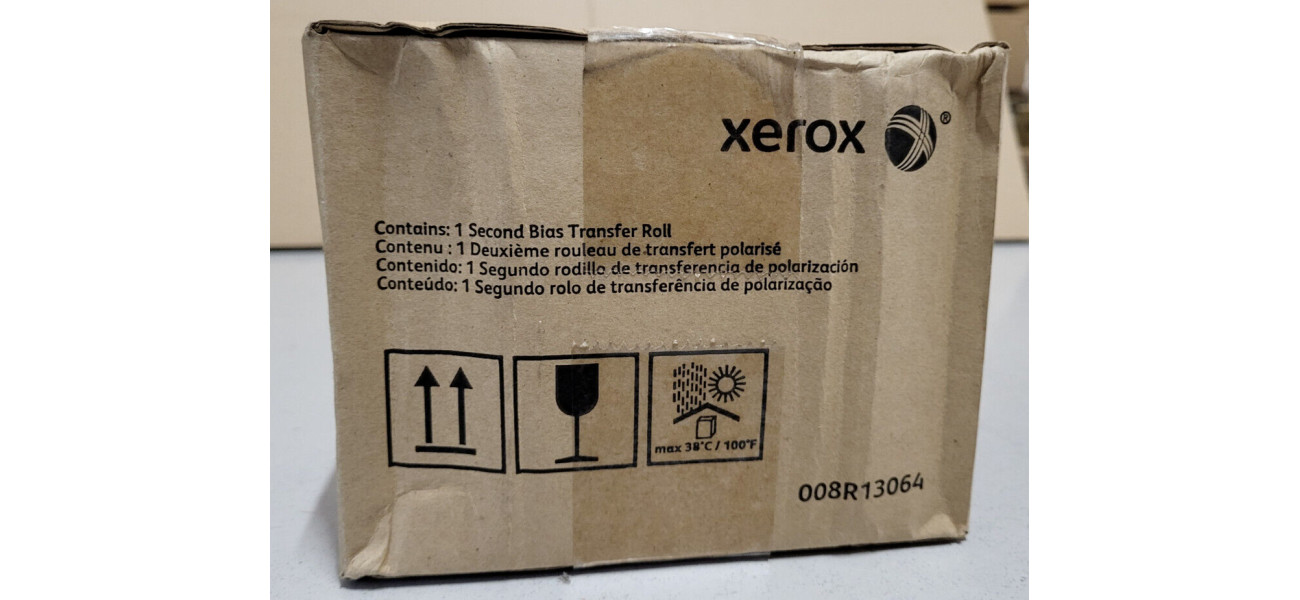 xerox ®
Contains: 1 Second Bias Transfer Roll
Contenu : 1 Deuxième rouleau de transfert polarisé
Contenido: 1 Segundo rodillo de transferencia de polarización
Conteúdo: 1 Segundo rolo de transferência de polarização
max 38°C / 100°F
008R13064